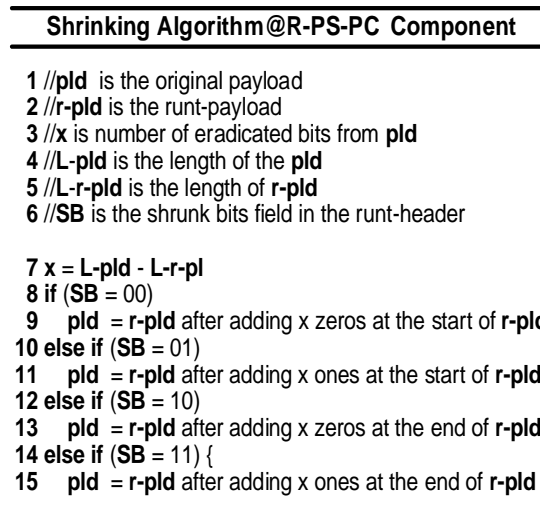 Shrinking Algorithm@R-PS-PC Component
1 //pld is the original payload
2 //r-pld is the runt-payload
3 //x is number of eradicated bits from pld
4 //L-pld is the length of the pld
5 //L-r-pld is the length of r-pld
6 //SB is the shrunk bits field in the runt-header
7 x = L-pld - L-r-pl
8 if (SB = 00)
9 pld = r-pld after adding x zeros at the start of r-pld
10 else if (SB = 01)
11 pld = r-pld after adding x ones at the start of r-pld
12 else if (SB = 10)
13 pld = r-pld after adding x zeros at the end of r-pld
14 else if (SB = 11) {
15 pld = r-pld after adding x ones at the end of r-pld